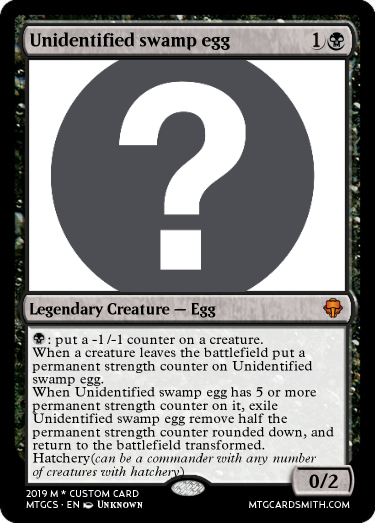 Unidentified swamp egg 1
?
Legendary Creature — Egg
: put a -1/-1 counter on a creature.
When a creature leaves the battlefield put a
permanent strength counter on Unidentified
swamp egg.
When Unidentified swamp egg has 5 or more
permanent strength counter on it, exile
Unidentified swamp egg remove half the
permanent strength counter rounded down, and
return to the battlefield transformed.
Hatchery(can be a commander with any number
of creatures with hatchery)
0/2
2019 M * CUSTOM CARD
MTGCS · EN Unknown
MTGCARDSMITH.COM